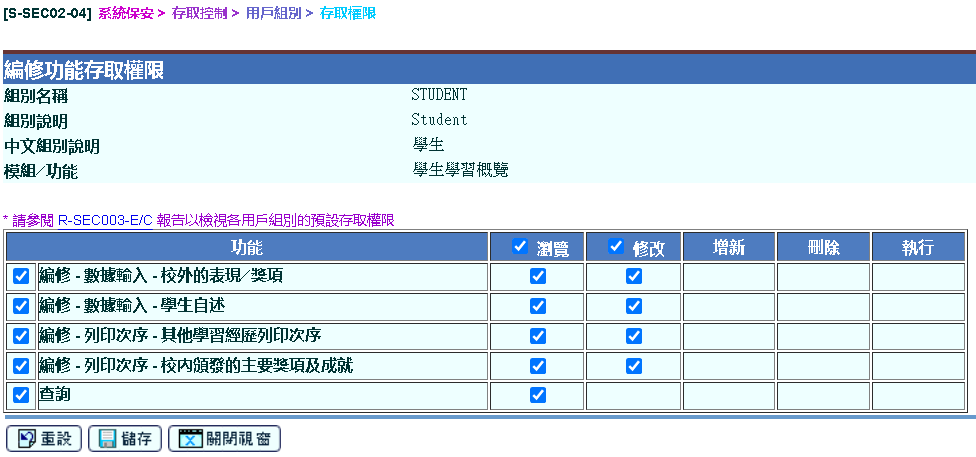 [S-SEC02-04] 系統保安 > 存取控制 > 用戶組別 > 存取權限
編修功能存取權限
組別名稱 STUDENT
組別說明 Student
中文組別說明 學生
模組/功能 學生學習概覽
* 請參閱 R-SEC003-E/C 報告以檢視各用戶組別的預設存取權限
功能 瀏覽 修改 增新 刪除 執行
編修 - 數據輸入 - 校外的表現/獎項
編修 - 數據輸入 - 學生自述
編修 - 列印次序 - 其他學習經歷列印次序
編修 - 列印次序 - 校內頒發的主要獎項及成就
查詢
重設 儲存 關閉視窗